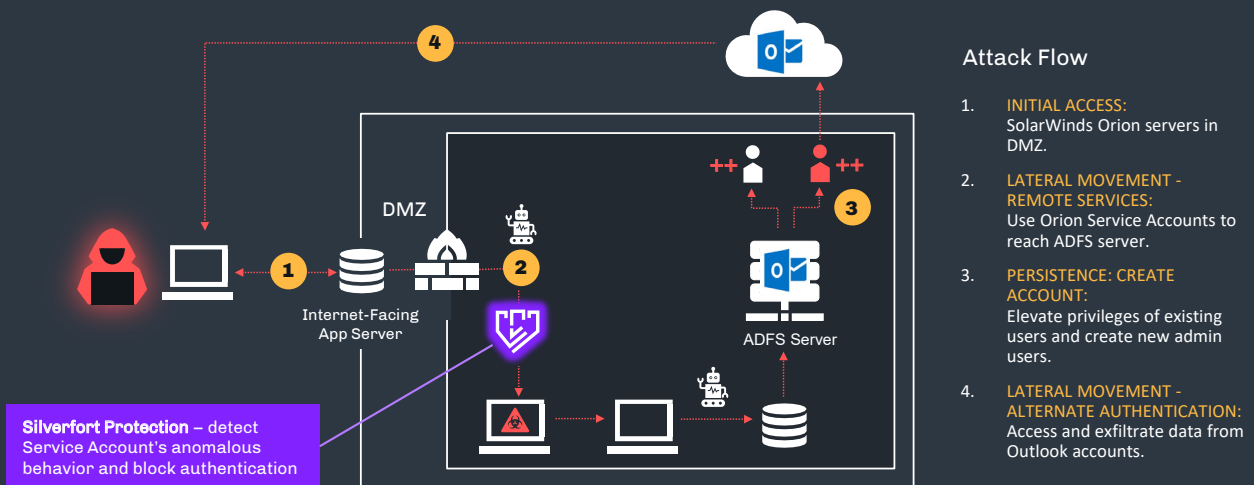 4
Attack Flow
1. INITIAL ACCESS:
SolarWinds Orion servers in
DMZ.
2. LATERAL MOVEMENT -
REMOTE SERVICES:
Use Orion Service Accounts to
reach ADFS server.
3. PERSISTENCE: CREATE
ACCOUNT:
Elevate privileges of existing
users and create new admin
users.
4. LATERAL MOVEMENT -
ALTERNATE AUTHENTICATION:
Access and exfiltrate data from
Outlook accounts.
O
++
++
3
DMZ
1
2
Internet-Facing
App Server
O
ADFS Server
Silverfort Protection – detect
Service Account's anomalous
behavior and block authentication